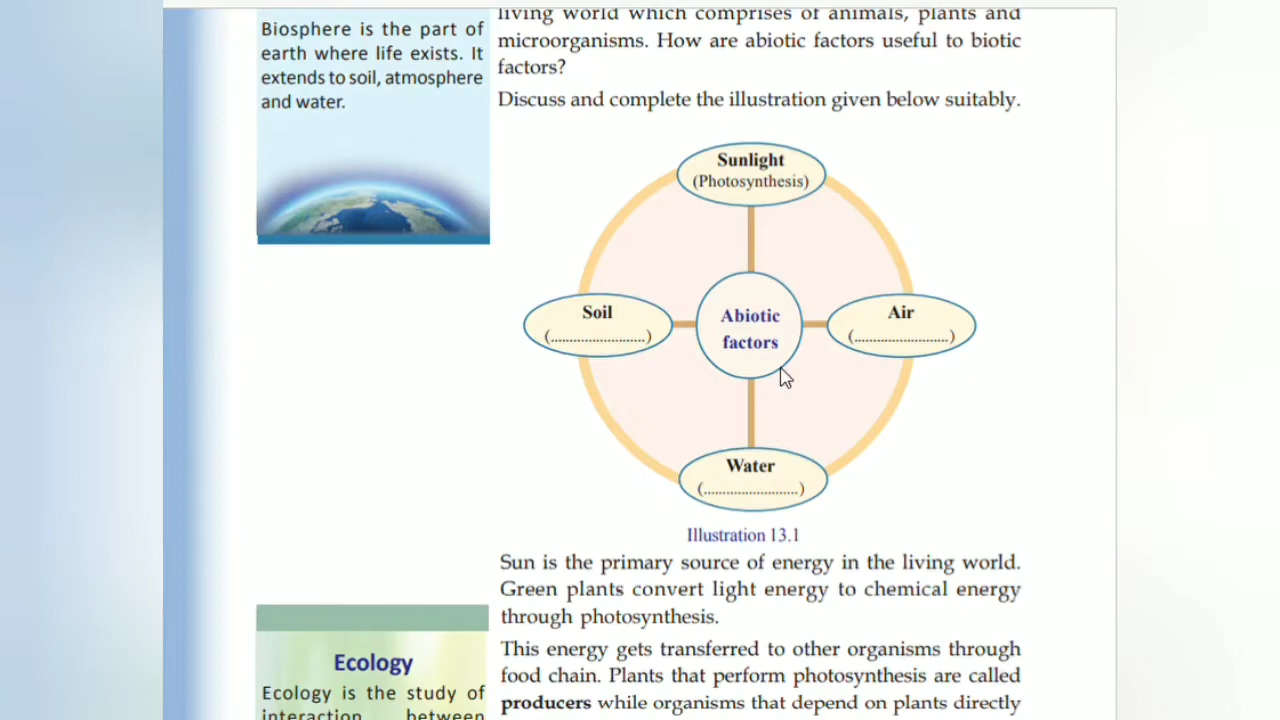 Biosphere is the part of
earth where life exists. It
extends to soil, atmosphere
and water.
living world which comprises of animals, plants and
microorganisms. How are abiotic factors useful to biotic
factors?
Discuss and complete the illustration given below suitably.
Sunlight
(Photosynthesis)
Soil
(........................)
Abiotic
factors
Air
(.........................)
Water
(........................)
Illustration 13.1
Sun is the primary source of energy in the living world.
Green plants convert light energy to chemical energy
through photosynthesis.
This energy gets transferred to other organisms through
food chain. Plants that perform photosynthesis are called
producers while organisms that depend on plants directly
Ecology
Ecology is the study of
interaction between